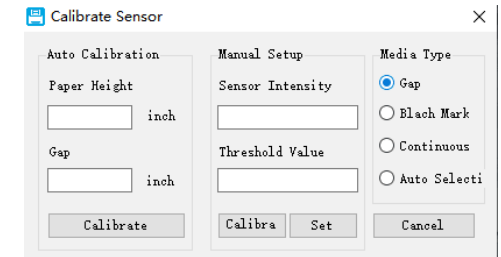 Calibrate Sensor
Auto Calibration
Paper Height
inch
Gap
inch
Calibrate
Manual Setup
Sensor Intensity
Threshold Value
Calibra
Set
Media Type
Gap
Blach Mark
Continuous
Auto Selecti
Cancel